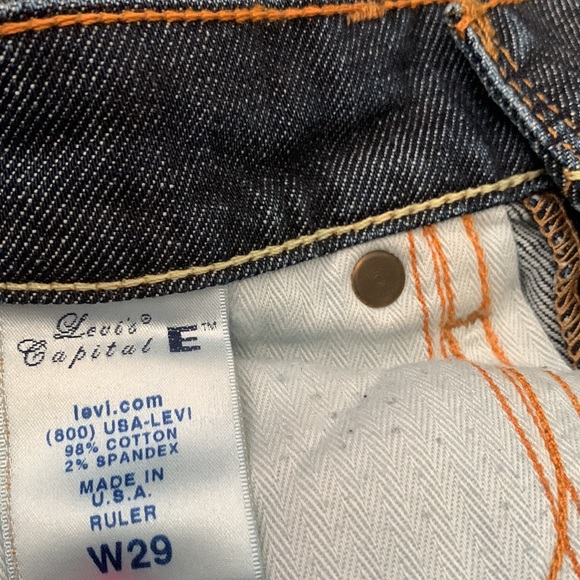 Levi's®
Capital E™
levi.com
(800) USA-LEVI
98% COTTON
2% SPANDEX
MADE IN
U.S.A.
RULER
W29